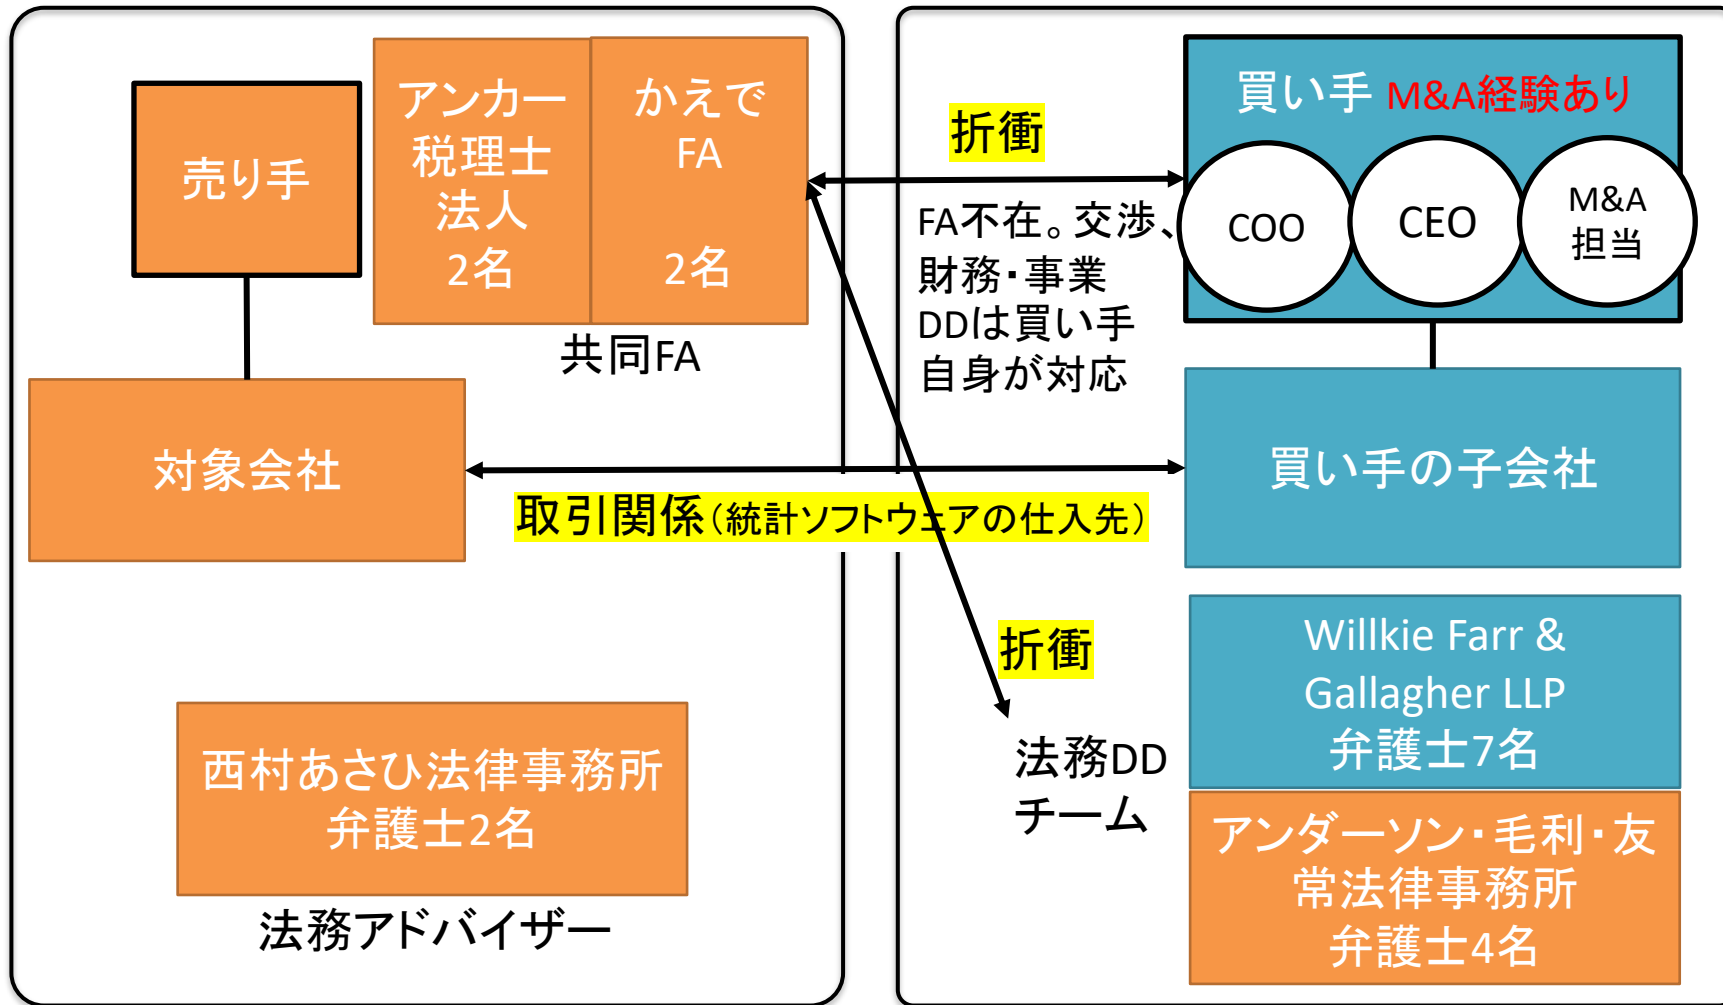 売り手
アンカー
税理士
法人
2名
かえで
FA
2名
共同FA
対象会社
西村あさひ法律事務所
弁護士2名
法務アドバイザー
折衝
FA不在。交渉、
財務・事業
DDは買い手
自身が対応
取引関係（統計ソフトウェアの仕入先）
折衝
法務DD
チーム
買い手 M&A経験あり
COO
CEO
M&A
担当
買い手の子会社
Willkie Farr &
Gallagher LLP
弁護士7名
アンダーソン・毛利・友
常法律事務所
弁護士4名